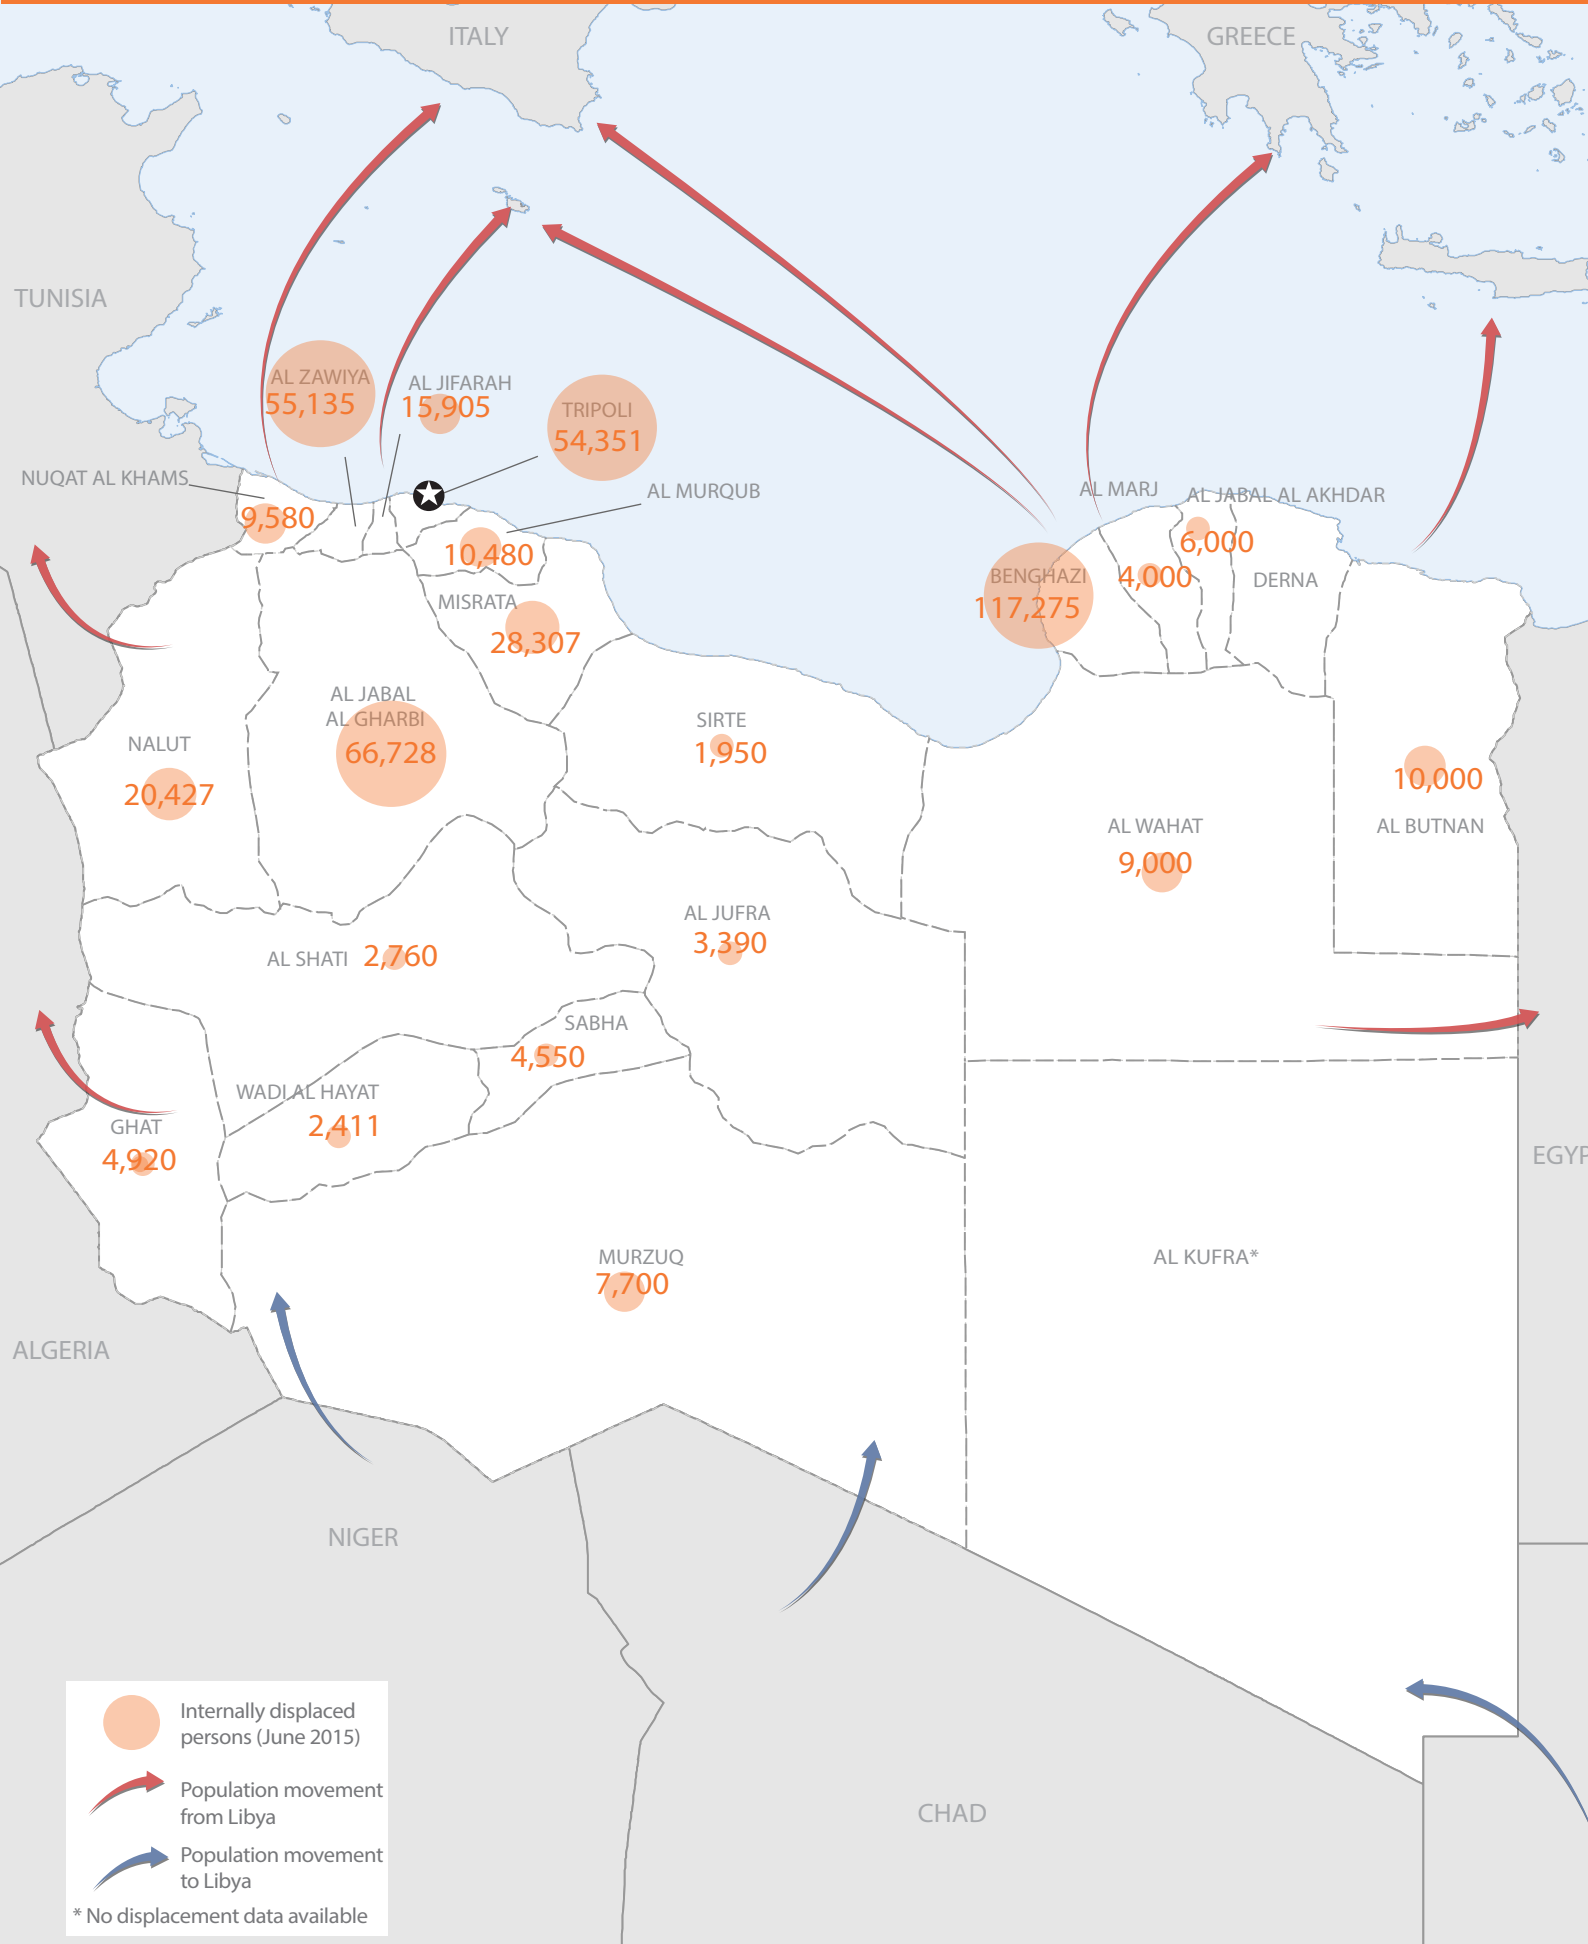 ITALY
GREECE
TUNISIA
AL ZAWIYA
55,135
AL JIFARAH
15,905
TRIPOLI
54,351
NUQAT AL KHAMS
9,580
AL MURQUB
10,480
AL MARJ
4,000
AL JABAL AL AKHDAR
6,000
DERNA
BENGHAZI
117,275
MISRATA
28,307
AL JABAL
AL GHARBI
66,728
NALUT
20,427
SIRTE
1,950
AL WAHAT
9,000
10,000
AL BUTNAN
AL JUFRA
3,390
AL SHATI 2,760
SABHA
4,550
WADI AL HAYAT
2,411
GHAT
4,920
MURZUQ
7,700
AL KUFRA*
EGYP
ALGERIA
NIGER
CHAD
Internally displaced
persons (June 2015)
Population movement
from Libya
Population movement
to Libya
* No displacement data available